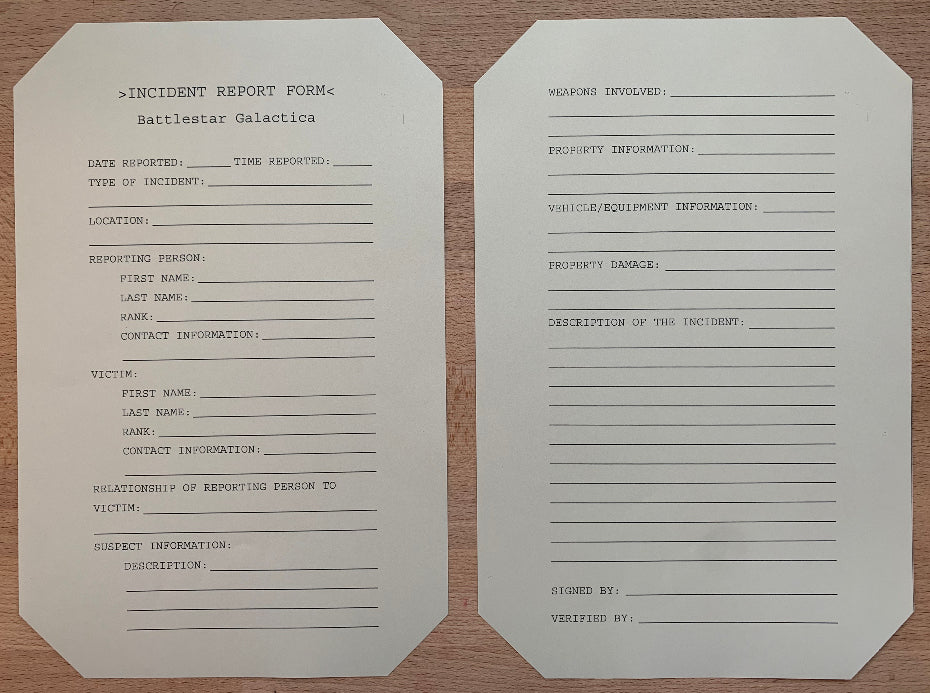 >INCIDENT REPORT FORM<
Battlestar Galactica
DATE REPORTED: TIME REPORTED:
TYPE OF INCIDENT:
LOCATION:
REPORTING PERSON:
FIRST NAME:
LAST NAME:
RANK:
CONTACT INFORMATION:
VICTIM:
FIRST NAME:
LAST NAME:
RANK:
CONTACT INFORMATION:
RELATIONSHIP OF REPORTING PERSON TO
VICTIM:
SUSPECT INFORMATION:
DESCRIPTION:
WEAPONS INVOLVED:
PROPERTY INFORMATION:
VEHICLE/EQUIPMENT INFORMATION:
PROPERTY DAMAGE:
DESCRIPTION OF THE INCIDENT:
SIGNED BY:
VERIFIED BY: